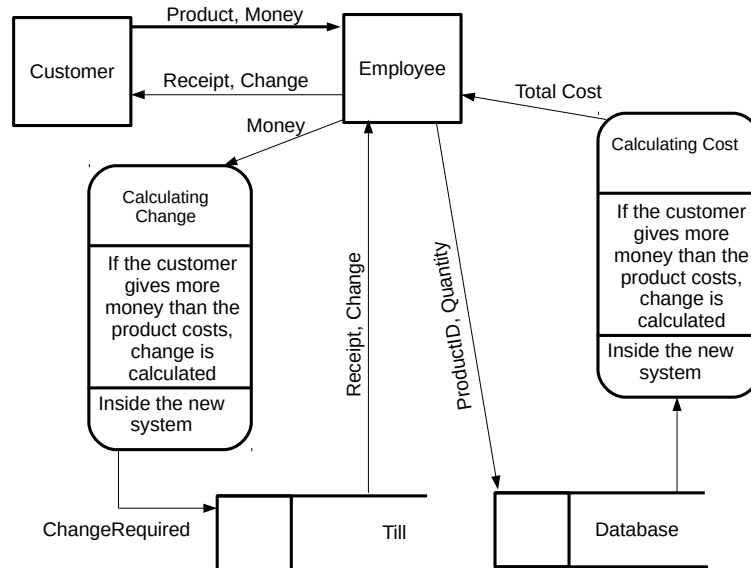 Product, Money
Customer
Employee
Receipt, Change
Total Cost
Money
Calculating Cost
Calculating
Change
If the customer
gives more
money than the
product costs,
change is
calculated
If the customer
gives more
money than the
product costs,
change is
calculated
Receipt, Change
ProductID, Quantity
Inside the new
system
Inside the new
system
ChangeRequired
Till
Database